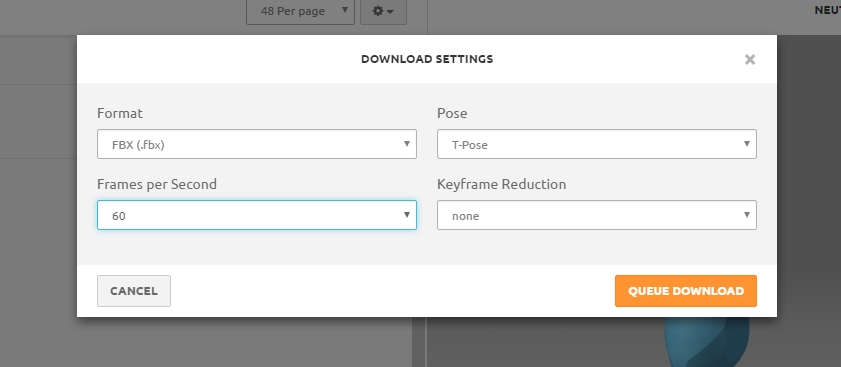 48 Per page
DOWNLOAD SETTINGS
Format
Pose
FBX (.fbx)
T-Pose
Frames per Second
Keyframe Reduction
60
none
CANCEL
QUEUE DOWNLOAD